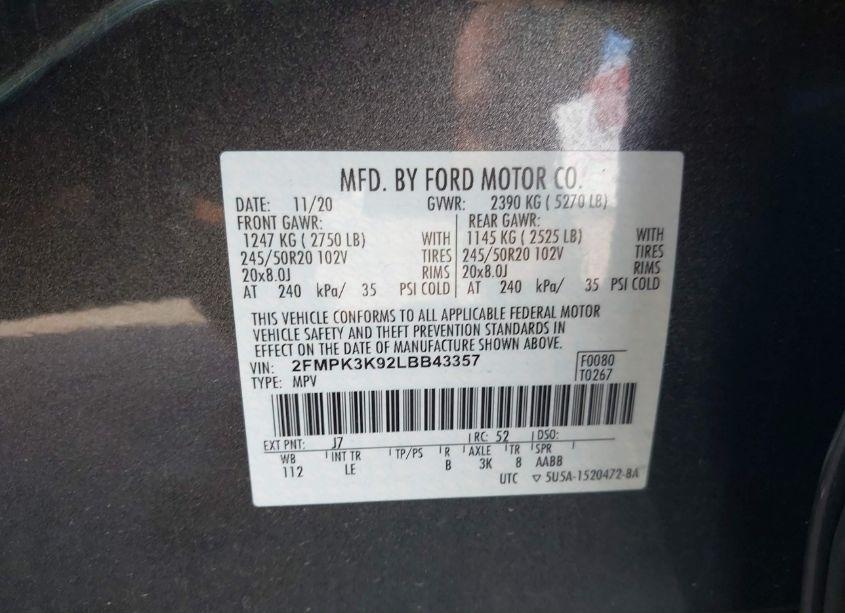 MFD. BY FORD MOTOR CO.
DATE: 11/20 GVWR: 2390 KG ( 5270 LB)
FRONT GAWR: REAR GAWR:
1247 KG ( 2750 LB) WITH 1145 KG ( 2525 LB) WITH
245/50R20 102V TIRES 245/50R20 102V TIRES
20x8.0J RIMS 20x8.0J RIMS
AT 240 kPa/ 35 PSI COLD AT 240 kPa/ 35 PSI COLD
THIS VEHICLE CONFORMS TO ALL APPLICABLE FEDERAL MOTOR
VEHICLE SAFETY AND THEFT PREVENTION STANDARDS IN
EFFECT ON THE DATE OF MANUFACTURE SHOWN ABOVE.
VIN: 2FMPK3K92LBB43357 F0080
TYPE: MPV T0267
EXT PNT: J7 RC: 52 DSO:
WB INT TR TP/PS R AXLE TR SPR
112 LE B 3K 8 AABB
UTC ▽ 5U5A-1520472-BA